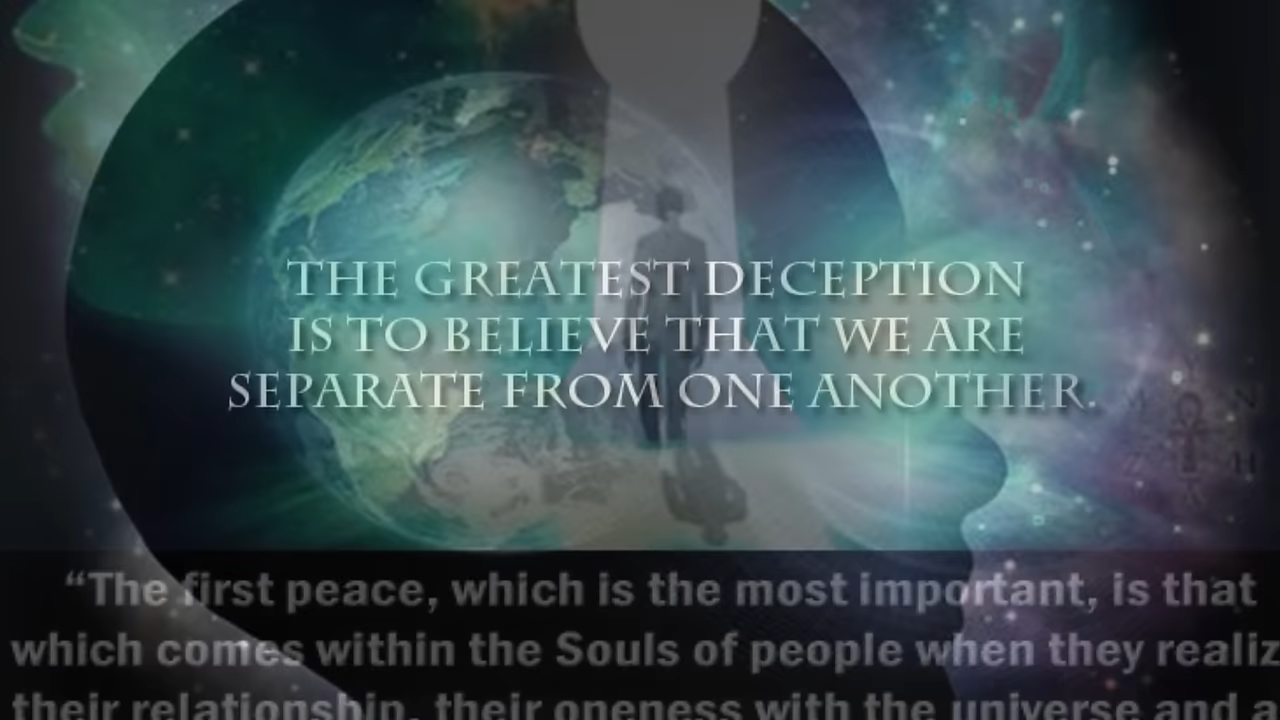 THE GREATEST DECEPTION
IS TO BELIEVE THAT WE ARE
SEPARATE FROM ONE ANOTHER.
“The first peace, which is the most important, is that
which comes within the Souls of people when they realiz
their relationship, their oneness with the universe and a